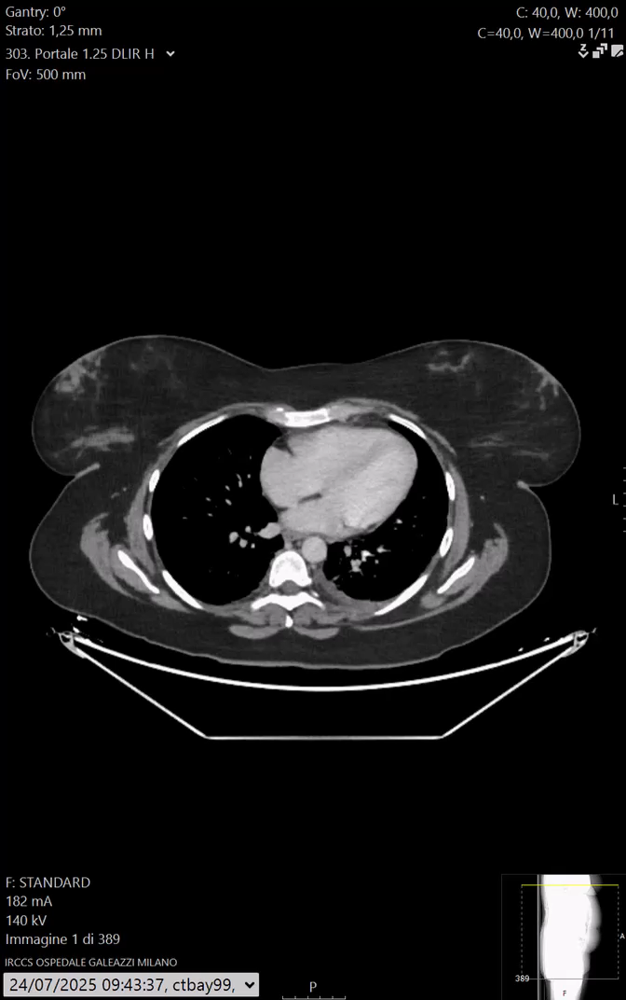 Gantry: 0°
Strato: 1,25 mm
303. Portale 1.25 DLIR H
FoV: 500 mm
C: 40,0, W: 400,0
C=40,0, W=400,0 1/11
Z
L
A
389
F
F: STANDARD
182 mA
140 kV
Immagine 1 di 389
IRCCS OSPEDALE GALEAZZI MILANO
24/07/2025 09:43:37, ctbay99,
P